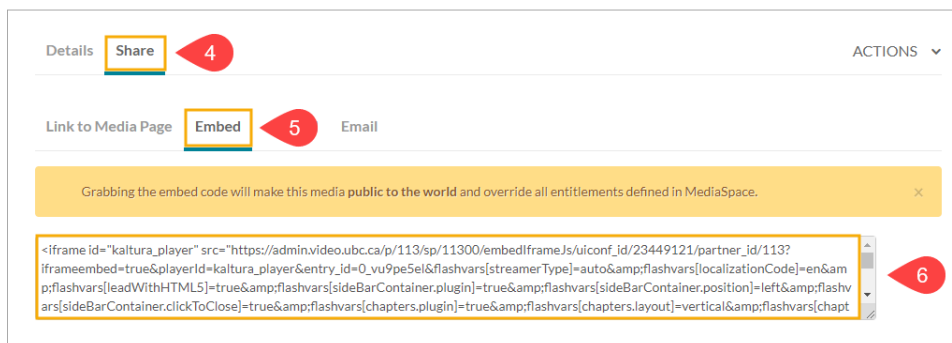 Details Share 4 ACTIONS
Link to Media Page Embed 5 Email
Grabbing the embed code will make this media public to the world and override all entitlements defined in MediaSpace. ×
<iframe id="kaltura_player" src="https://admin.video.ubc.ca/p/113/sp/11300/embedIframeJs/uiconf_id/23449121/partner_id/113?
iframeembed=true&playerId=kaltura_player&entry_id=0_vu9pe5el&flashvars[streamerType]=auto&amp;flashvars[localizationCode]=en&am
p;flashvars[leadWithHTML5]=true&amp;flashvars[sideBarContainer.plugin]=true&amp;flashvars[sideBarContainer.position]=left&amp;flashv
ars[sideBarContainer.clickToClose]=true&amp;flashvars[chapters.plugin]=true&amp;flashvars[chapters.layout]=vertical&amp;flashvars[chapt
6